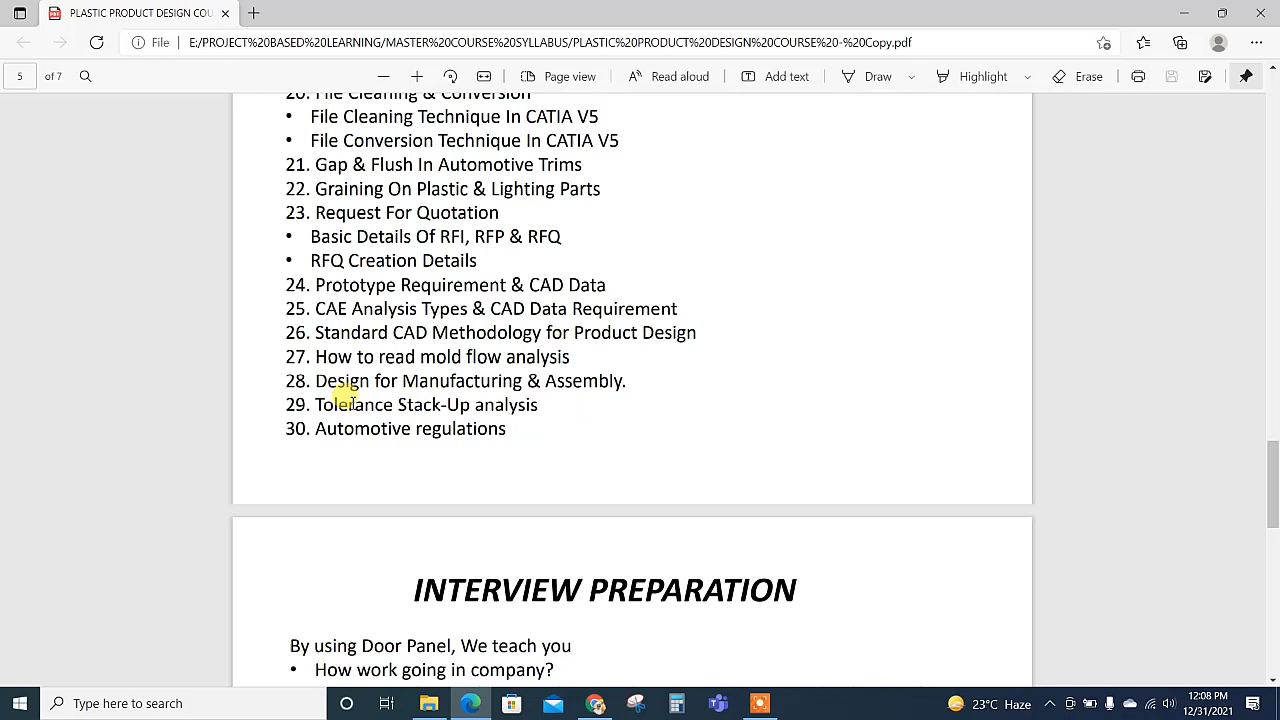 PLASTIC PRODUCT DESIGN COU
File
E:/PROJECT%20BASED%20LEARNING/MASTER%20COURSE%20SYLLABUS/PLASTIC%20PRODUCT%20DESIGN%20COURSE%20-%20Copy.pdf
5 of 7
Page view
Read aloud
Add text
Draw
Highlight
Erase
20. File Cleaning & Conversion
• File Cleaning Technique In CATIA V5
• File Conversion Technique In CATIA V5
21. Gap & Flush In Automotive Trims
22. Graining On Plastic & Lighting Parts
23. Request For Quotation
• Basic Details Of RFI, RFP & RFQ
• RFQ Creation Details
24. Prototype Requirement & CAD Data
25. CAE Analysis Types & CAD Data Requirement
26. Standard CAD Methodology for Product Design
27. How to read mold flow analysis
28. Design for Manufacturing & Assembly.
29. Tolerance Stack-Up analysis
30. Automotive regulations
INTERVIEW PREPARATION
By using Door Panel, We teach you
• How work going in company?
Type here to search
23°C Haze
12:08 PM
12/31/2021